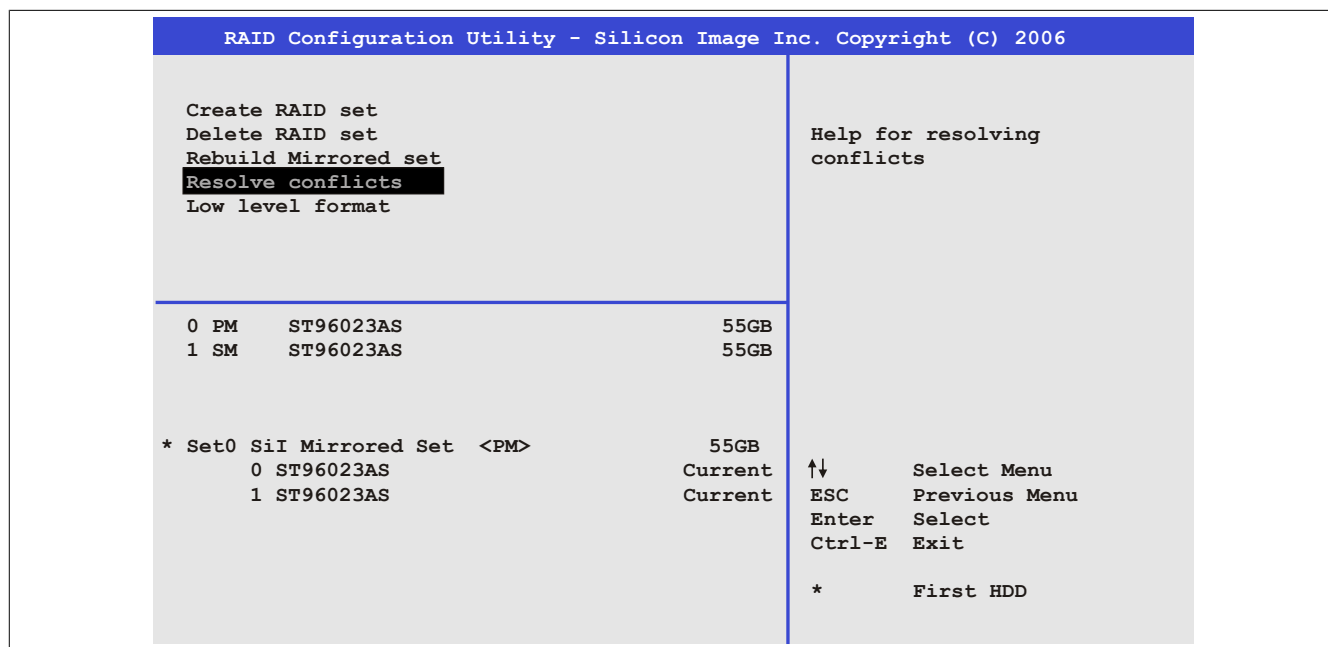 RAID Configuration Utility - Silicon Image Inc. Copyright (C) 2006
Create RAID set
Delete RAID set
Rebuild Mirrored set
Resolve conflicts
Low level format
Help for resolving
conflicts
0 PM ST96023AS 55GB
1 SM ST96023AS 55GB
* Set0 SiI Mirrored Set <PM> 55GB
0 ST96023AS Current
1 ST96023AS Current
↑↓ Select Menu
ESC Previous Menu
Enter Select
Ctrl-E Exit
* First HDD